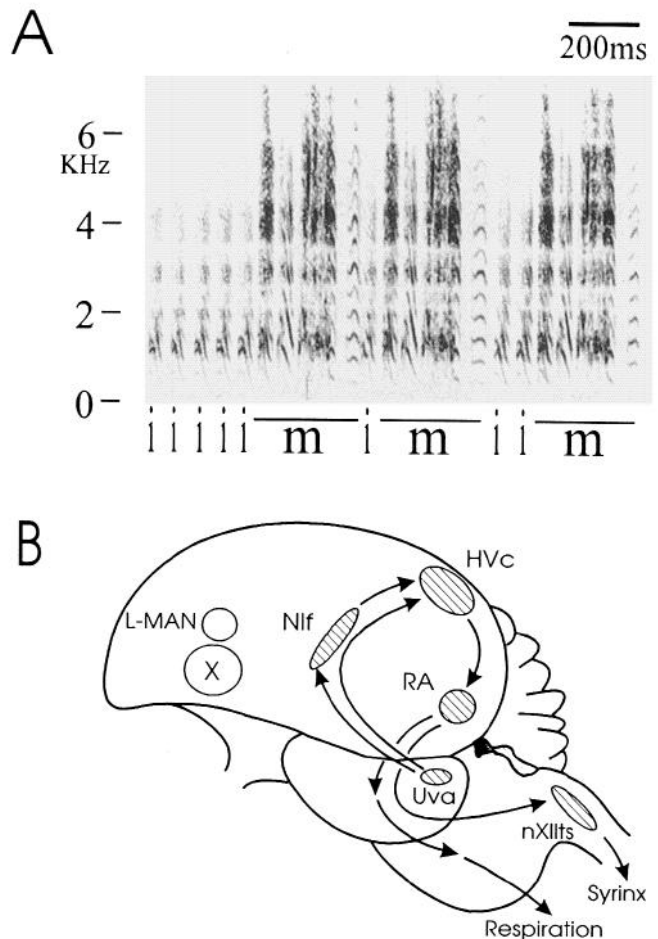 A
200ms
6
KHz
4
2
0
i i i i i m i m i i m
B
HVc
L-MAN
NIf
X
RA
Uva
nXIIts
Syrinx
Respiration